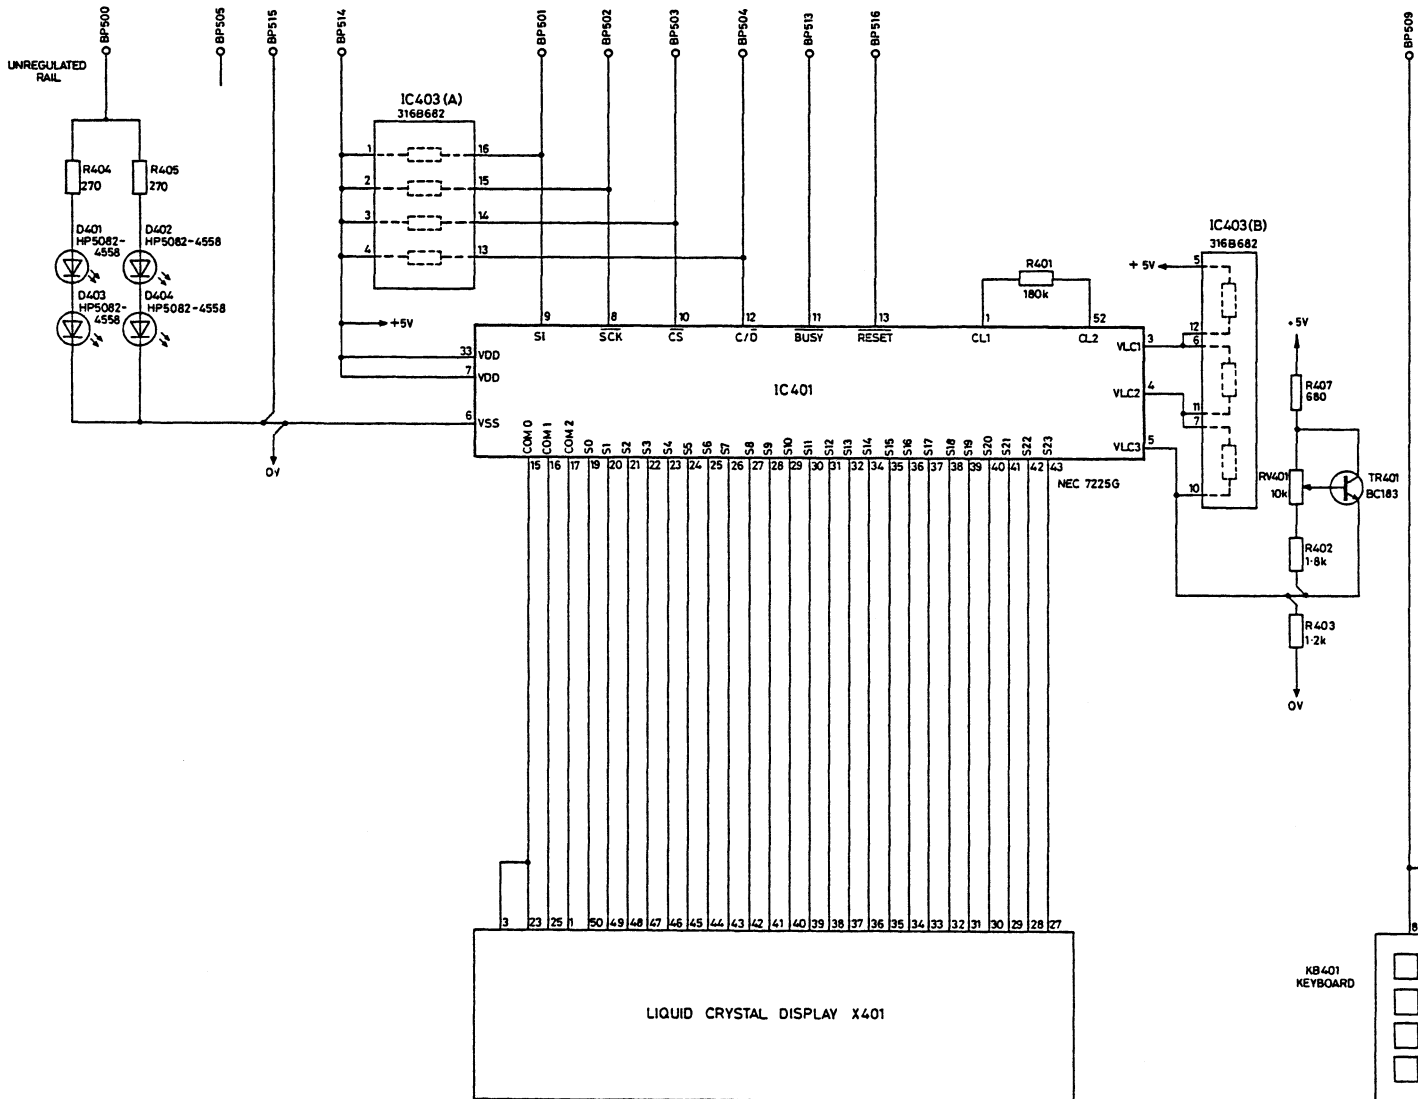 BP500
BP505
BP515
BP514
BP501
BP502
BP503
BP504
BP513
BP516
BP509
UNREGULATED
RAIL
IC403 (A)
316B682
1
16
2
15
3
14
4
13
R404
270
R405
270
D401
HP5082-
4558
D402
HP5082-4558
D403
HP5082-
4558
D404
HP5082-4558
+5V
0V
9
8
10
12
11
13
1
52
SI
SCK
CS
C/D
BUSY
RESET
CL1
CL2
R401
180k
33
VDD
7
VDD
6
VSS
IC401
VLC1
3
VLC2
4
VLC3
5
IC403(B)
316B682
+ 5V
5
12
6
11
7
10
+5V
R407
680
RV401
10k
TR401
BC183
R402
1·8k
R403
1·2k
0V
COM 0
COM 1
COM 2
S0
S1
S2
S3
S4
S5
S6
S7
S8
S9
S10
S11
S12
S13
S14
S15
S16
S17
S18
S19
S20
S21
S22
S23
15
16
17
19
20
21
22
23
24
25
26
27
28
29
30
31
32
34
35
36
37
38
39
40
41
42
43
NEC 7225G
3
23
25
1
50
49
48
47
46
45
44
43
42
41
40
39
38
37
36
35
34
33
32
31
30
29
28
27
LIQUID CRYSTAL DISPLAY X401
8
KB401
KEYBOARD